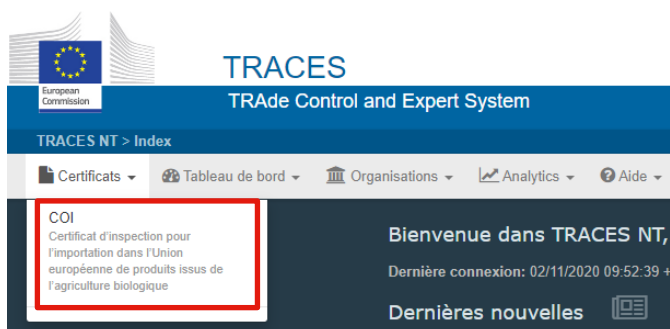 European
Commission
TRACES
TRAde Control and Expert System
TRACES NT > Index
Certificats
Tableau de bord
Organisations
Analytics
Aide
COI
Certificat d'inspection pour
l'importation dans l'Union
européenne de produits issus de
l'agriculture biologique
Bienvenue dans TRACES NT,
Dernière connexion: 02/11/2020 09:52:39 +
Dernières nouvelles